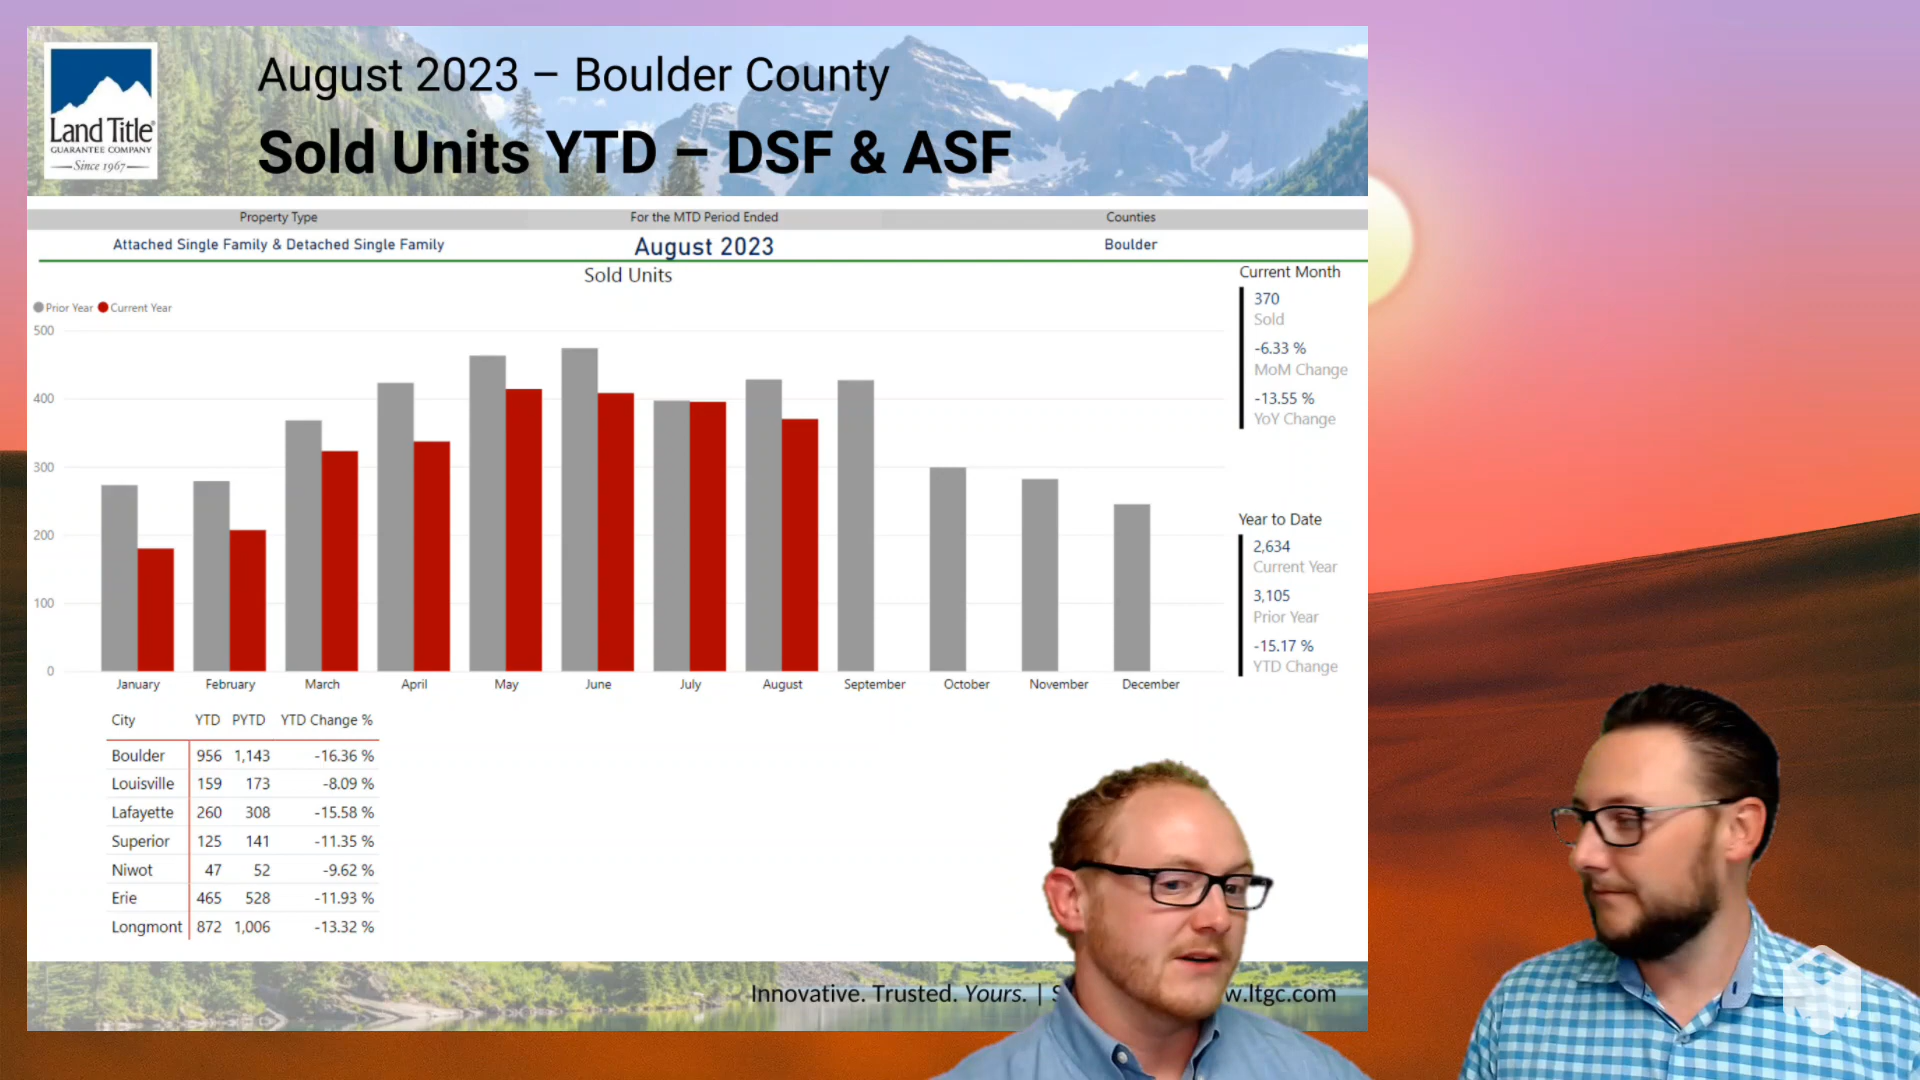 August 2023 – Boulder County
Sold Units YTD – DSF & ASF
Land Title®
GUARANTEE COMPANY
Since 1967
Property Type
For the MTD Period Ended
Counties
Attached Single Family & Detached Single Family
August 2023
Boulder
Sold Units
Prior Year Current Year
500
400
300
200
100
0
January February March April May June July August September October November December
Current Month
370
Sold
-6.33 %
MoM Change
-13.55 %
YoY Change
Year to Date
2,634
Current Year
3,105
Prior Year
-15.17 %
YTD Change
City YTD PYTD YTD Change %
Boulder 956 1,143 -16.36 %
Louisville 159 173 -8.09 %
Lafayette 260 308 -15.58 %
Superior 125 141 -11.35 %
Niwot 47 52 -9.62 %
Erie 465 528 -11.93 %
Longmont 872 1,006 -13.32 %
Innovative. Trusted. Yours. | S w.ltgc.com